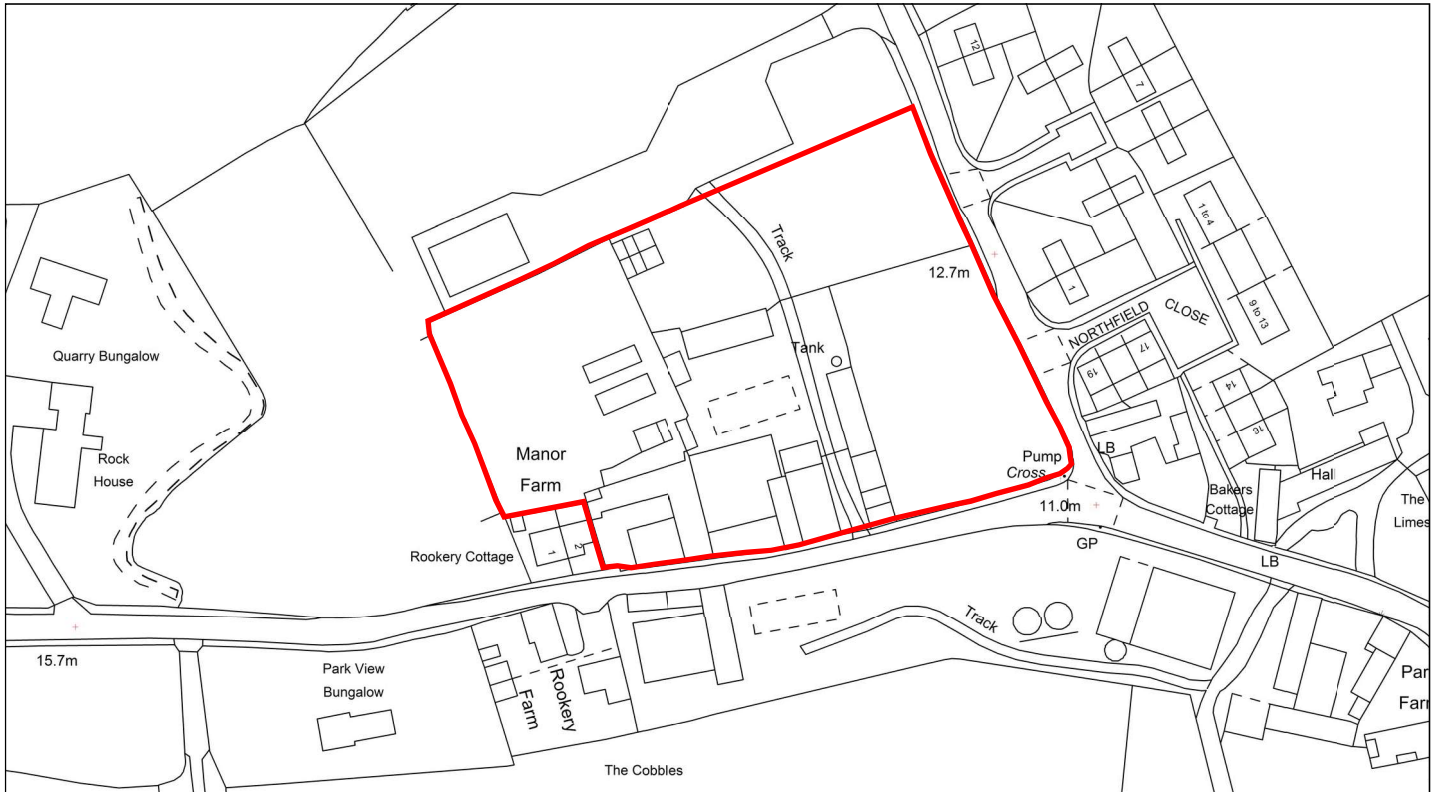 12
7
1 to 4
Track
12.7m
1
NORTHFIELD
CLOSE
9 to 13
Quarry Bungalow
Tank
17
19
14
Manor
Farm
Rock
House
Pump
Cross
LB
16
Hall
Bakers
Cottage
The
Limes
11.0m
Rookery Cottage
1
2
GP
LB
Track
15.7m
Park View
Bungalow
Rookery
Farm
Par
Farr
The Cobbles